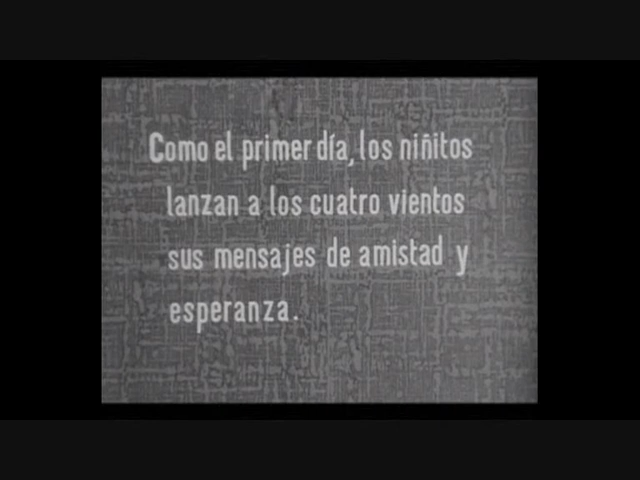 Como el primer día, los niñitos
lanzan a los cuatro vientos
sus mensajes de amistad y
esperanza.